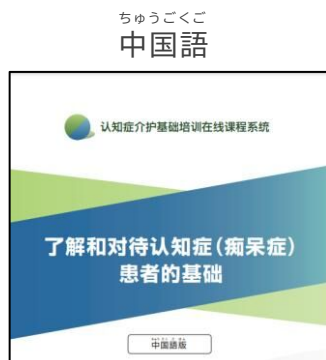 ちゅうごくご
中国語
认知症介护基础培训在线课程系统
了解和对待认知症（痴呆症）
患者的基础
中国語版